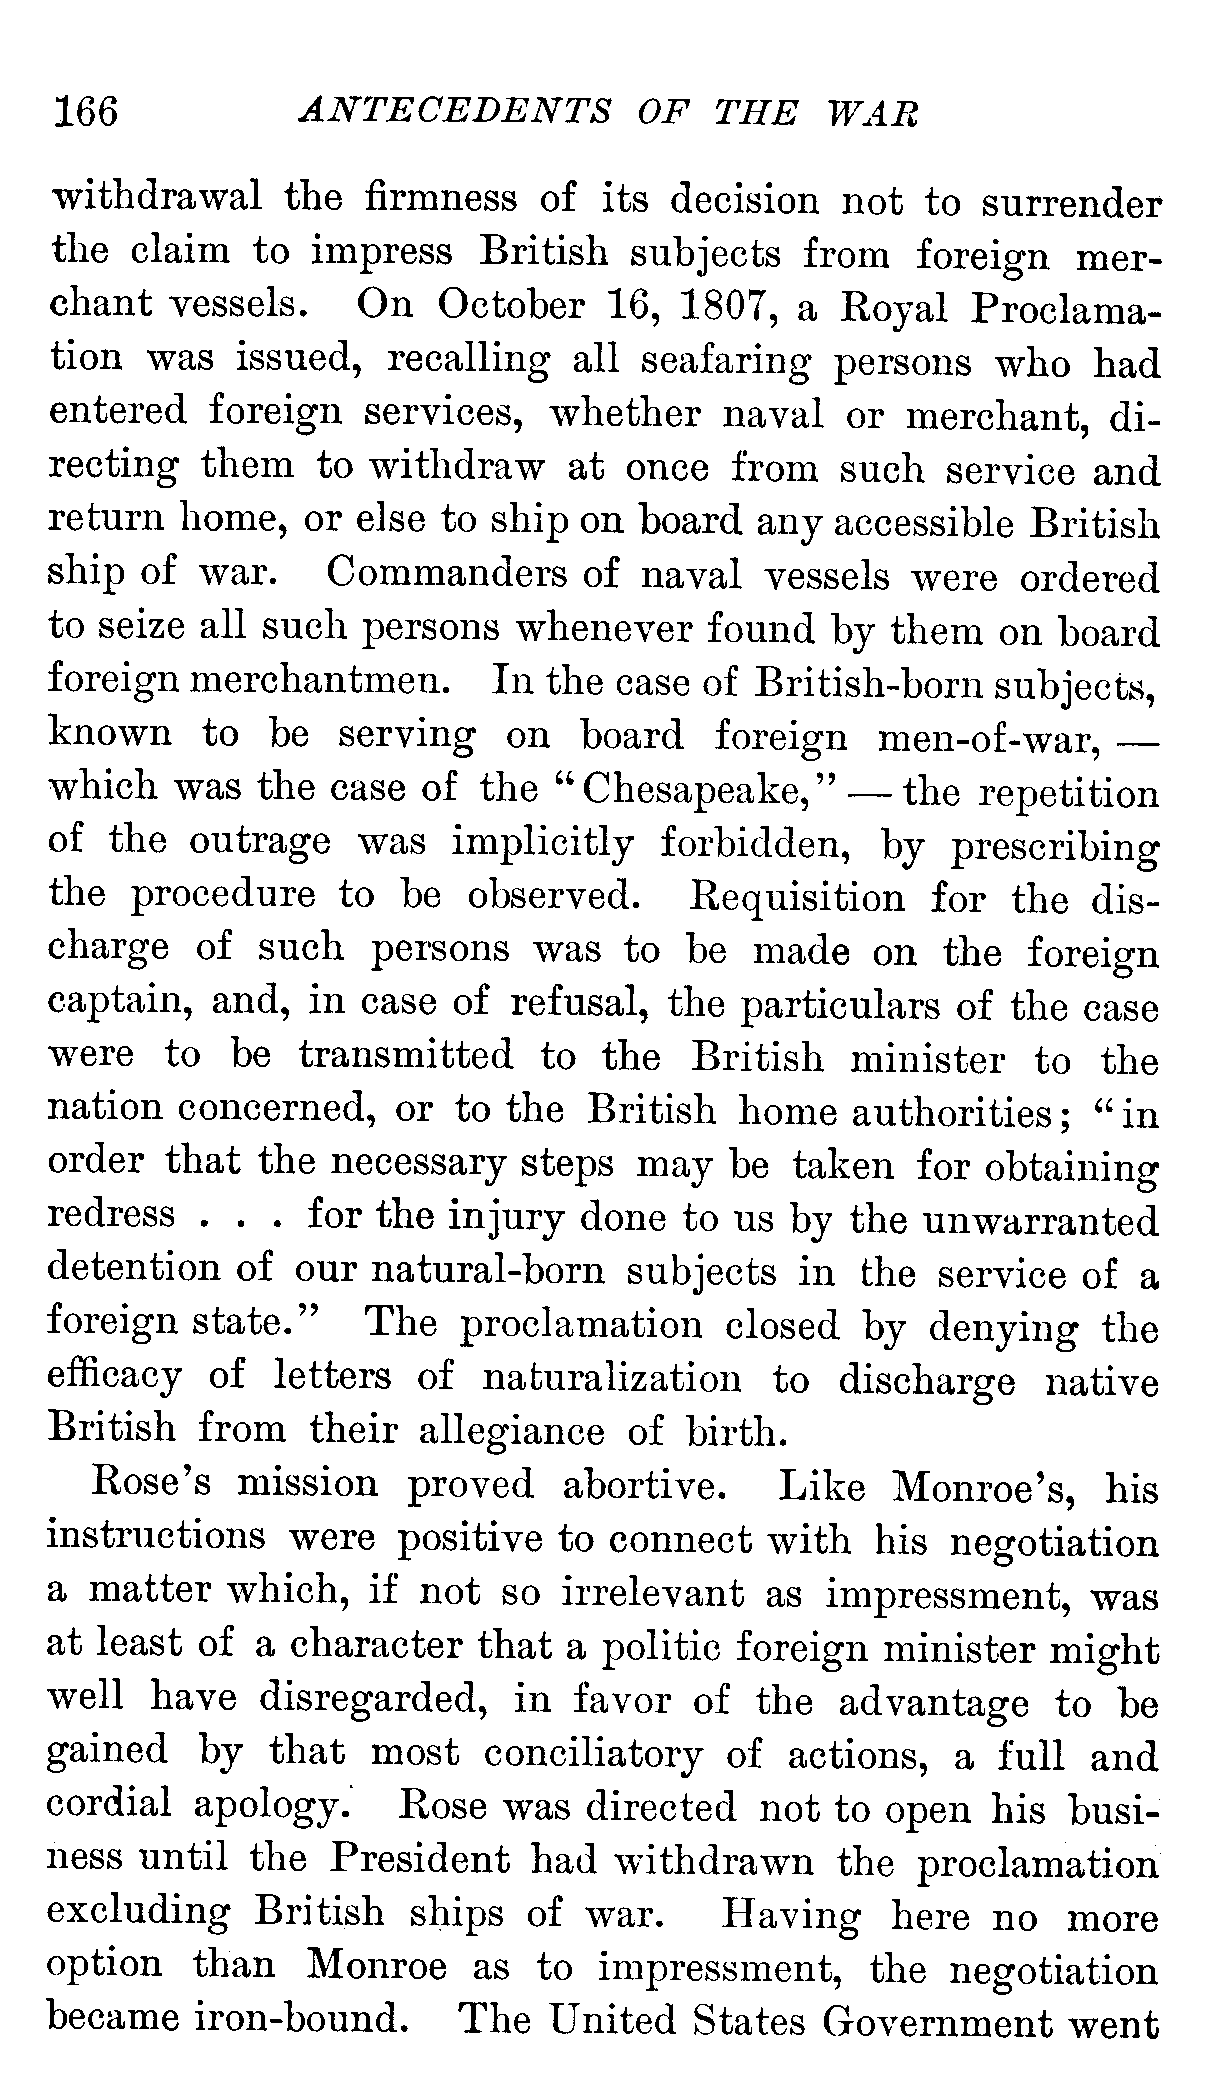 166 ANTECEDENTS OF THE WAR
withdrawal the firmness of its decision not to surrender
the claim to impress British subjects from foreign mer-
chant vessels. On October 16, 1807, a Royal Proclama-
tion was issued, recalling all seafaring persons who had
entered foreign services, whether naval or merchant, di-
recting them to withdraw at once from such service and
return home, or else to ship on board any accessible British
ship of war. Commanders of naval vessels were ordered
to seize all such persons whenever found by them on board
foreign merchantmen. In the case of British-born subjects,
known to be serving on board foreign men-of-war, —
which was the case of the “Chesapeake,” — the repetition
of the outrage was implicitly forbidden, by prescribing
the procedure to be observed. Requisition for the dis-
charge of such persons was to be made on the foreign
captain, and, in case of refusal, the particulars of the case
were to be transmitted to the British minister to the
nation concerned, or to the British home authorities; “in
order that the necessary steps may be taken for obtaining
redress . . . for the injury done to us by the unwarranted
detention of our natural-born subjects in the service of a
foreign state.” The proclamation closed by denying the
efficacy of letters of naturalization to discharge native
British from their allegiance of birth.
Rose’s mission proved abortive. Like Monroe’s, his
instructions were positive to connect with his negotiation
a matter which, if not so irrelevant as impressment, was
at least of a character that a politic foreign minister might
well have disregarded, in favor of the advantage to be
gained by that most conciliatory of actions, a full and
cordial apology. Rose was directed not to open his busi-
ness until the President had withdrawn the proclamation
excluding British ships of war. Having here no more
option than Monroe as to impressment, the negotiation
became iron-bound. The United States Government went